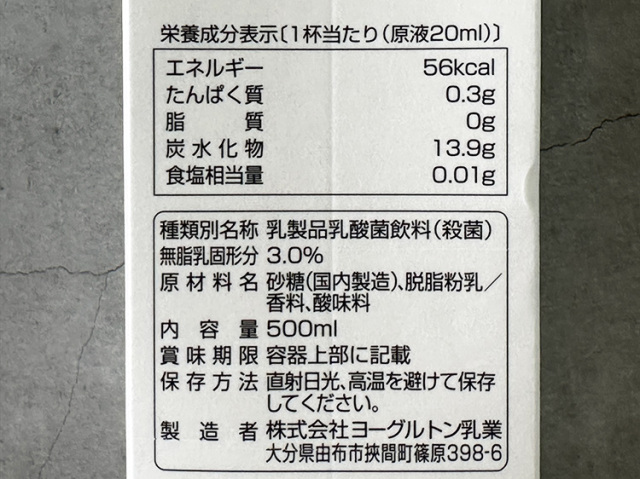 栄養成分表示〔1杯当たり(原液20ml)〕
エネルギー 56kcal
たんぱく質 0.3g
脂質 0g
炭水化物 13.9g
食塩相当量 0.01g
種類別名称 乳製品乳酸菌飲料(殺菌)
無脂乳固形分 3.0%
原材料名 砂糖(国内製造)、脱脂粉乳／
香料、酸味料
内容量 500ml
賞味期限 容器上部に記載
保存方法 直射日光、高温を避けて保存
してください。
製造者 株式会社ヨーグルトン乳業
大分県由布市挾間町篠原398-6